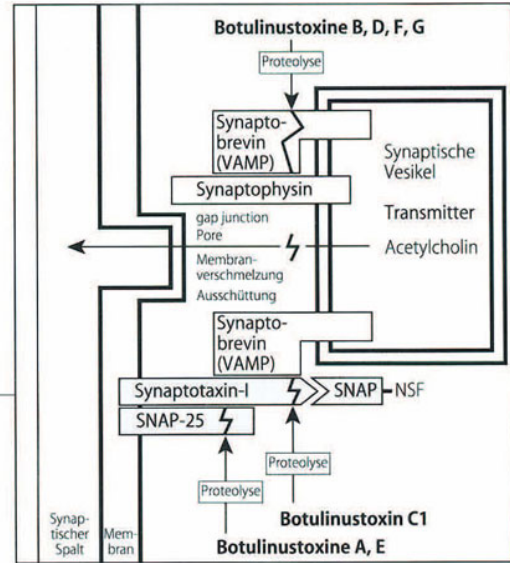 Botulinustoxine B, D, F, G
Proteolyse
Synapto-
brevin
(VAMP)
Synaptische
Vesikel
Synaptophysin
Transmitter
gap junction
Pore
Acetylcholin
Membran-
verschmelzung
Ausschüttung
Synapto-
brevin
(VAMP)
Synaptotaxin-I
SNAP
NSF
SNAP-25
Proteolyse
Proteolyse
Synap-
tischer
Spalt
Mem-
bran
Botulinustoxin C1
Botulinustoxine A, E